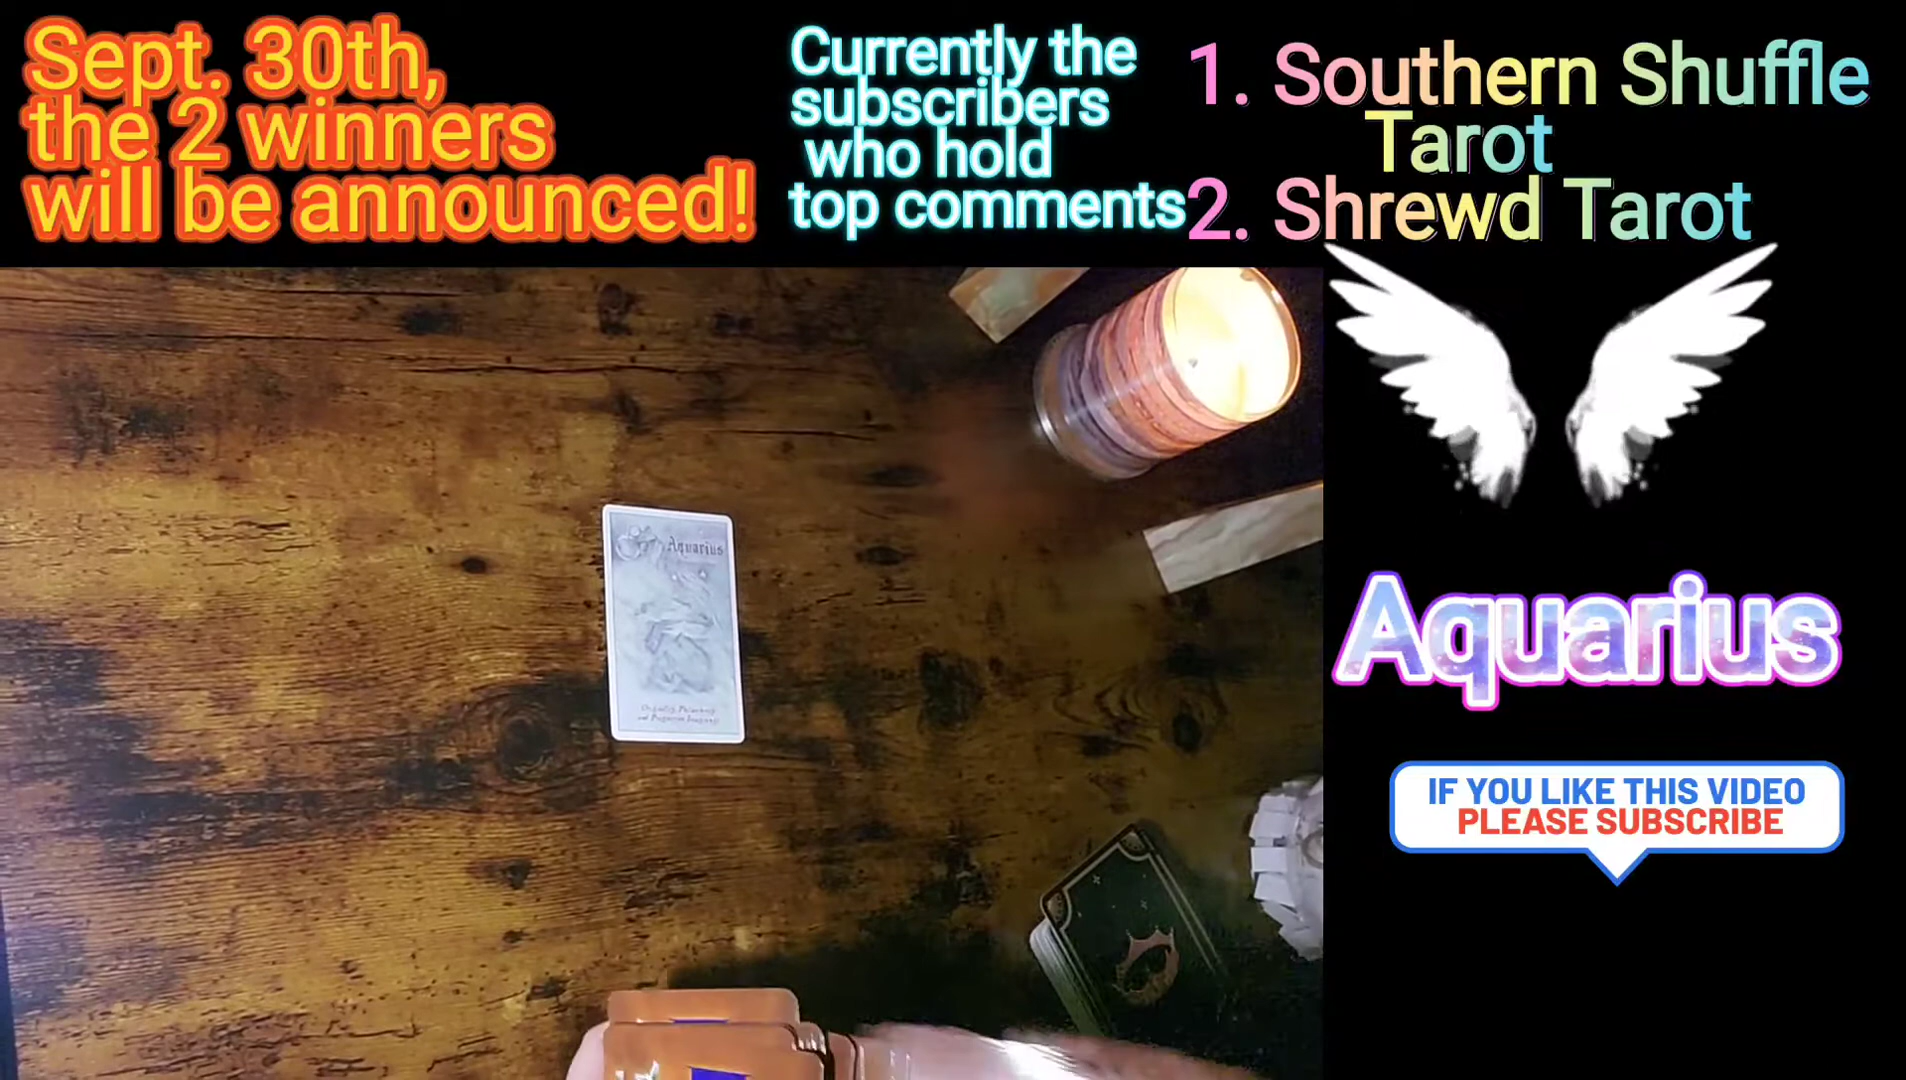 Sept. 30th,
the 2 winners
will be announced!
Currently the
subscribers
who hold
top comments
1. Southern Shuffle
Tarot
2. Shrewd Tarot
Aquarius
Aquarius
IF YOU LIKE THIS VIDEO
PLEASE SUBSCRIBE